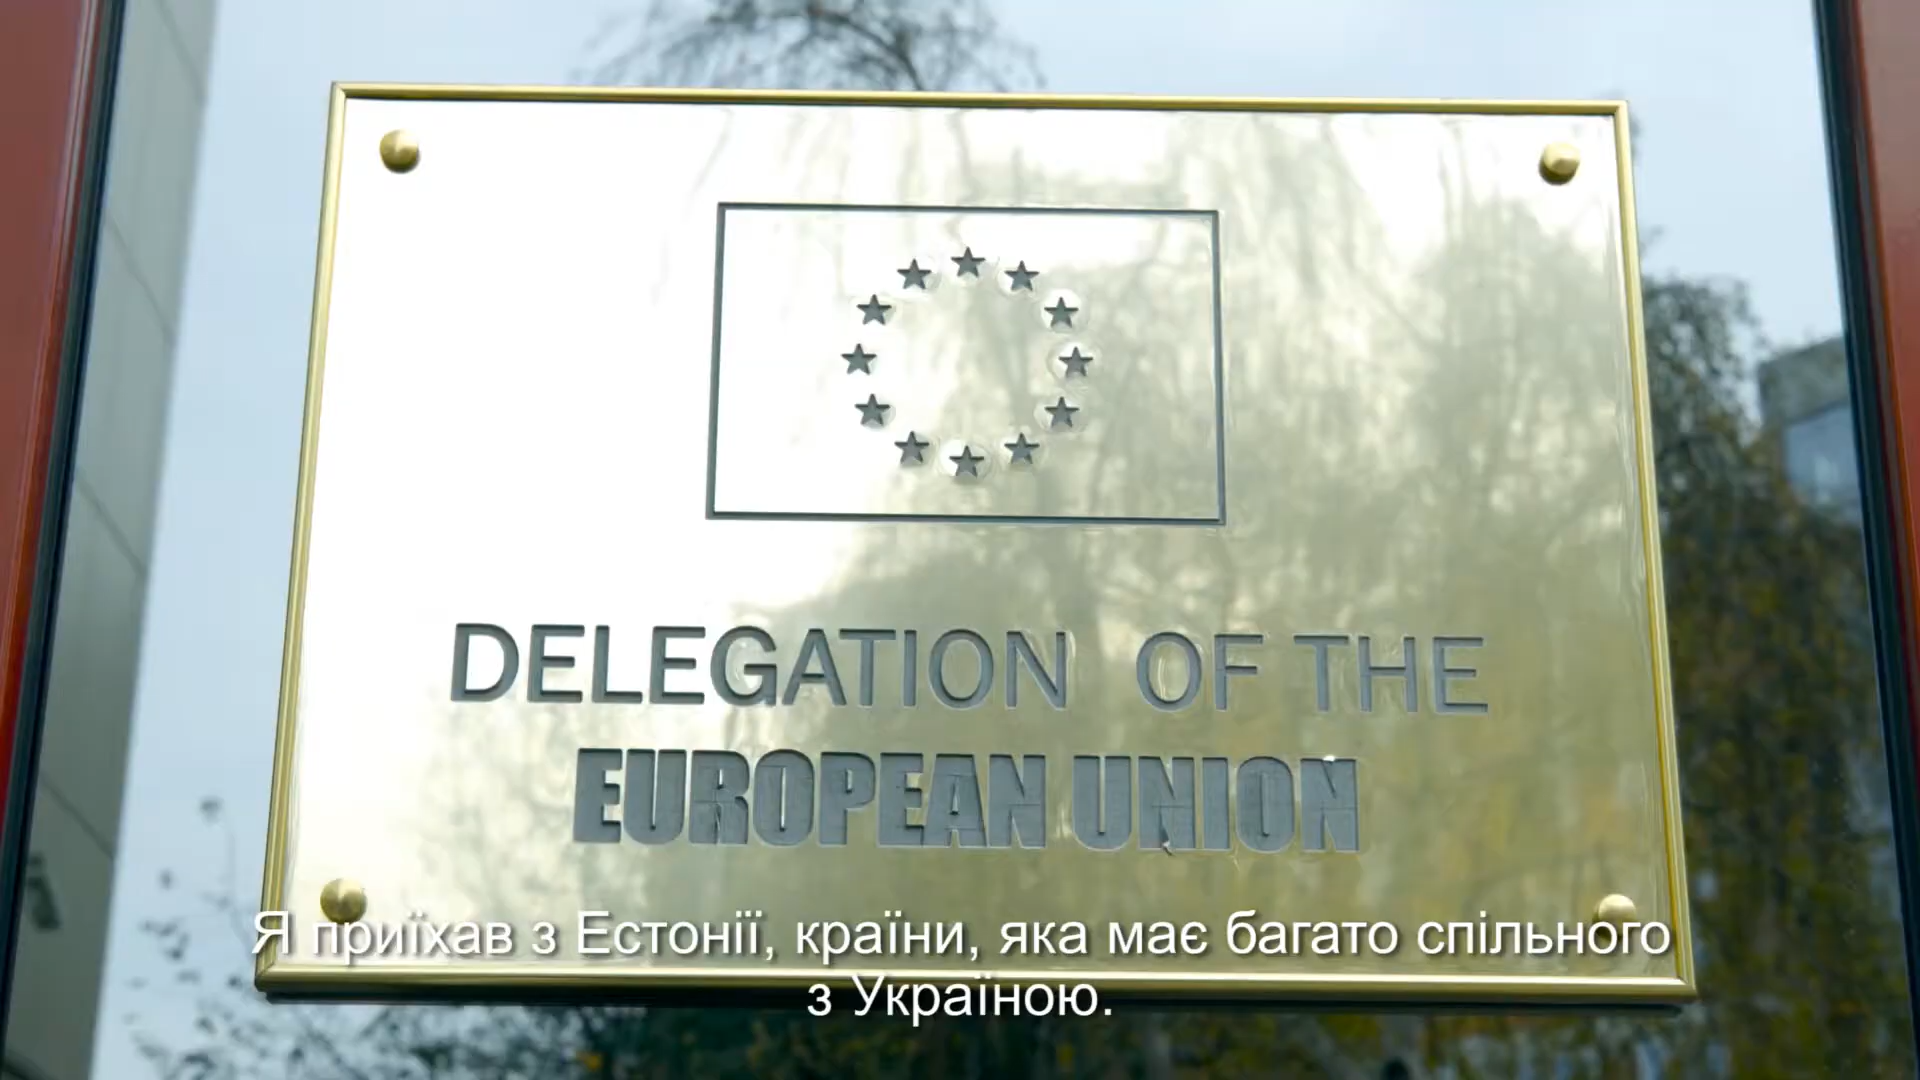 DELEGATION OF THE
EUROPEAN UNION
Я приїхав з Естонії, країни, яка має багато спільного
з Україною.